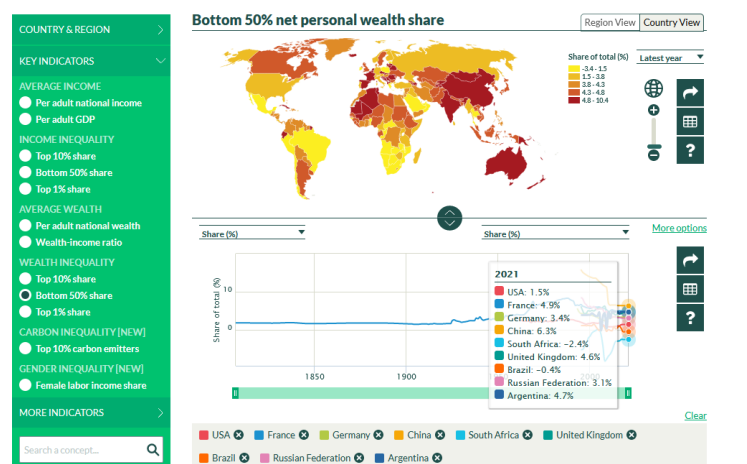 COUNTRY & REGION
KEY INDICATORS
AVERAGE INCOME
Per adult national income
Per adult GDP
INCOME INEQUALITY
Top 10% share
Bottom 50% share
Top 1% share
AVERAGE WEALTH
Per adult national wealth
Wealth-income ratio
WEALTH INEQUALITY
Top 10% share
Bottom 50% share
Top 1% share
CARBON INEQUALITY [NEW]
Top 10% carbon emitters
GENDER INEQUALITY [NEW]
Female labor income share
MORE INDICATORS
Search a concept...
Bottom 50% net personal wealth share
Region View Country View
Share of total (%)
-3.4 - 1.5
1.5 - 3.8
3.8 - 4.3
4.3 - 4.8
4.8 - 10.4
Latest year
?
Share (%) Share (%)
More options
?
Share of total (%)
10
0
1850 1900 2000
2021
USA: 1.5%
France: 4.9%
Germany: 3.4%
China: 6.3%
South Africa: -2.4%
United Kingdom: 4.6%
Brazil: -0.4%
Russian Federation: 3.1%
Argentina: 4.7%
Clear
USA France Germany China South Africa United Kingdom
Brazil Russian Federation Argentina